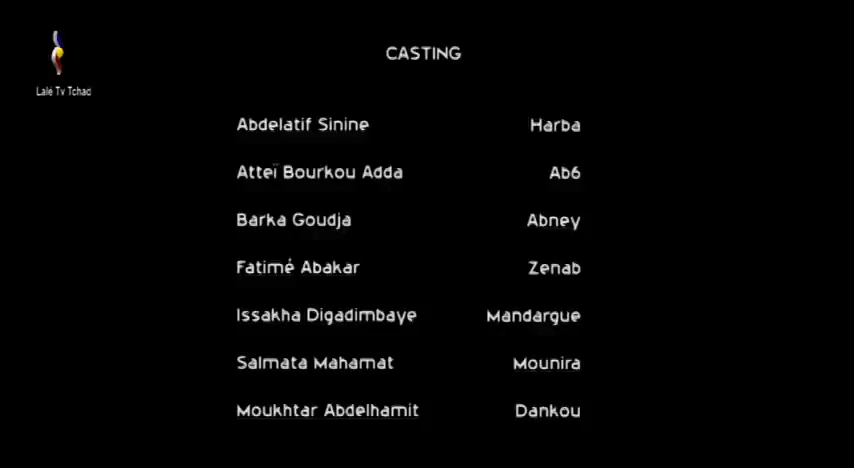 CASTING
Lalé Tv Tchad
Abdelatif Sinine Harba
Atteï Bourkou Adda Ab6
Barka Goudja Abney
Fatimé Abakar Zenab
Issakha Digadimbaye Mandargue
Salmata Mahamat Mounira
Moukhtar Abdelhamit Dankou